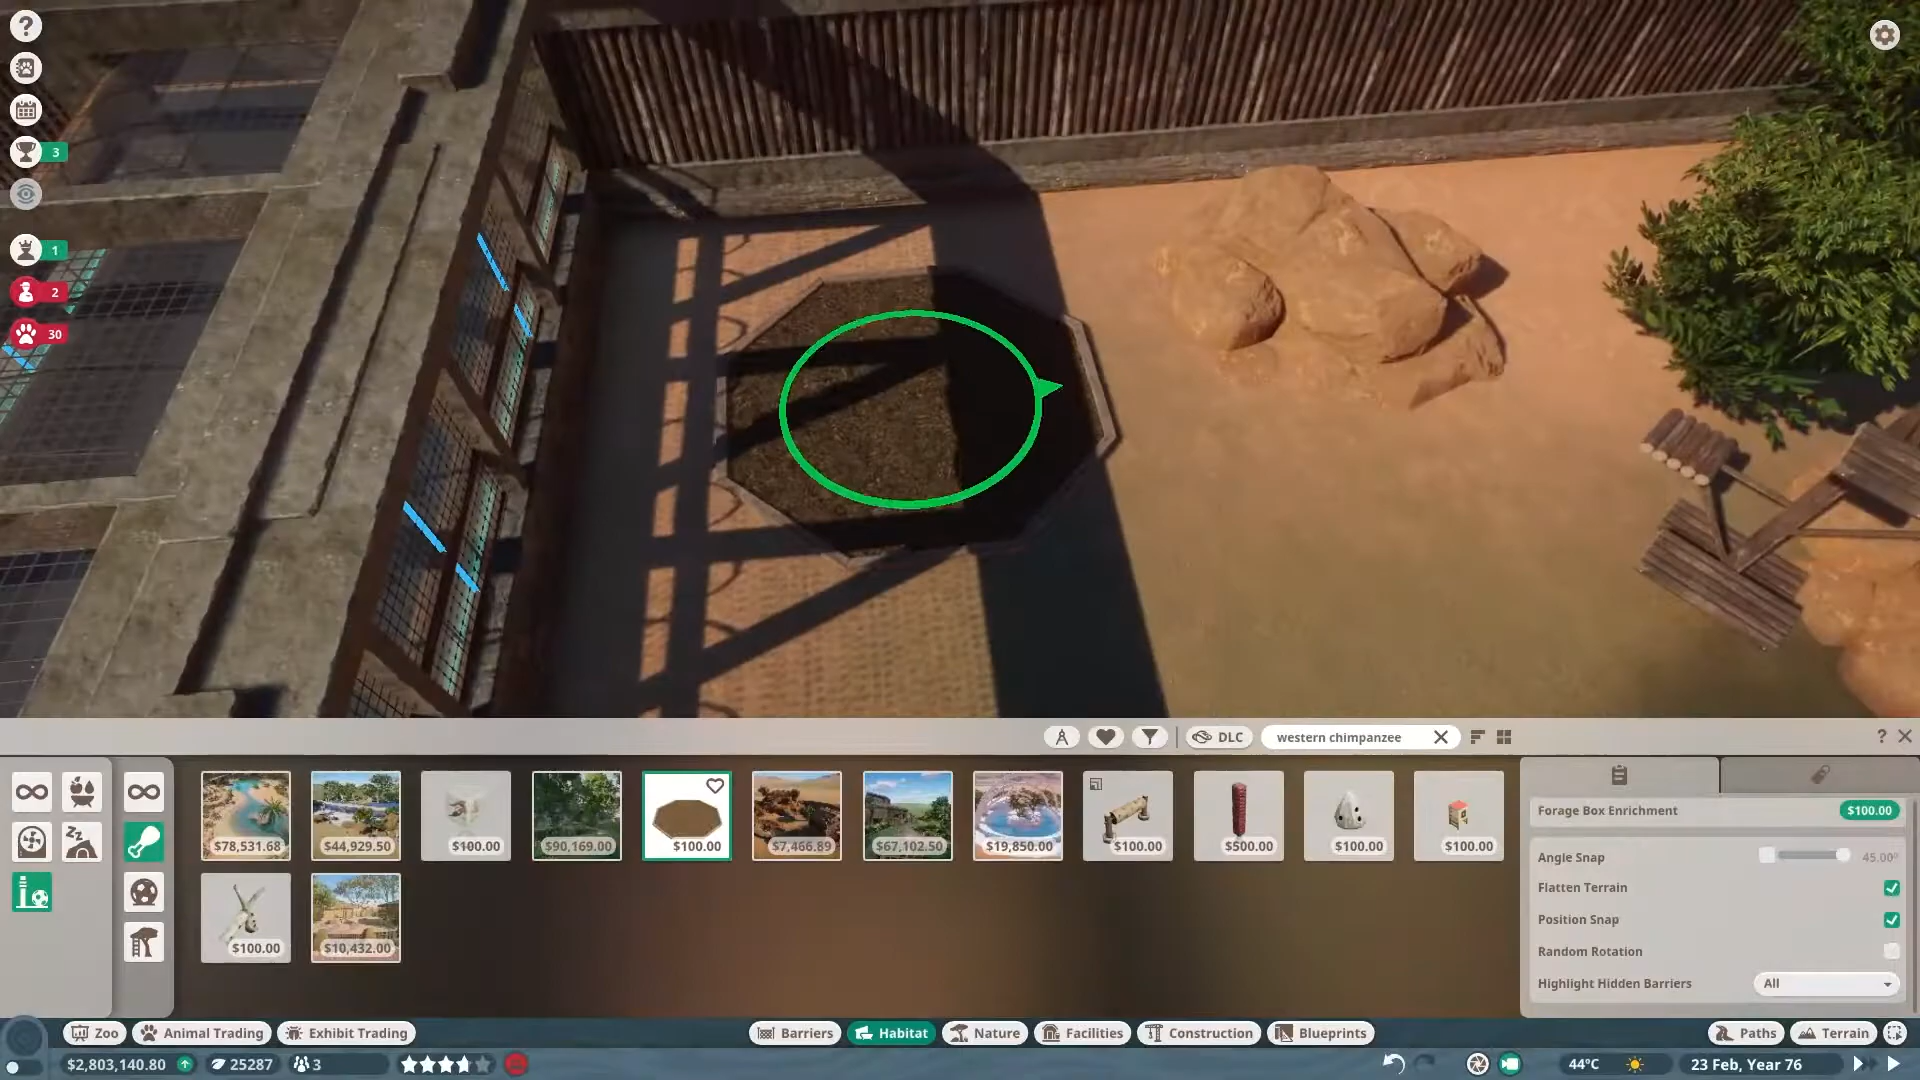 ?
3
1
2
30
DLC
western chimpanzee
?
$78,531.68
$44,929.50
$100.00
$90,169.00
$100.00
$7,466.89
$67,102.50
$19,850.00
$100.00
$500.00
$100.00
$100.00
$100.00
$10,432.00
Forage Box Enrichment
$100.00
Angle Snap
45.00°
Flatten Terrain
Position Snap
Random Rotation
Highlight Hidden Barriers
All
Zoo
Animal Trading
Exhibit Trading
Barriers
Habitat
Nature
Facilities
Construction
Blueprints
Paths
Terrain
$2,803,140.80
25287
3
44°C
23 Feb, Year 76